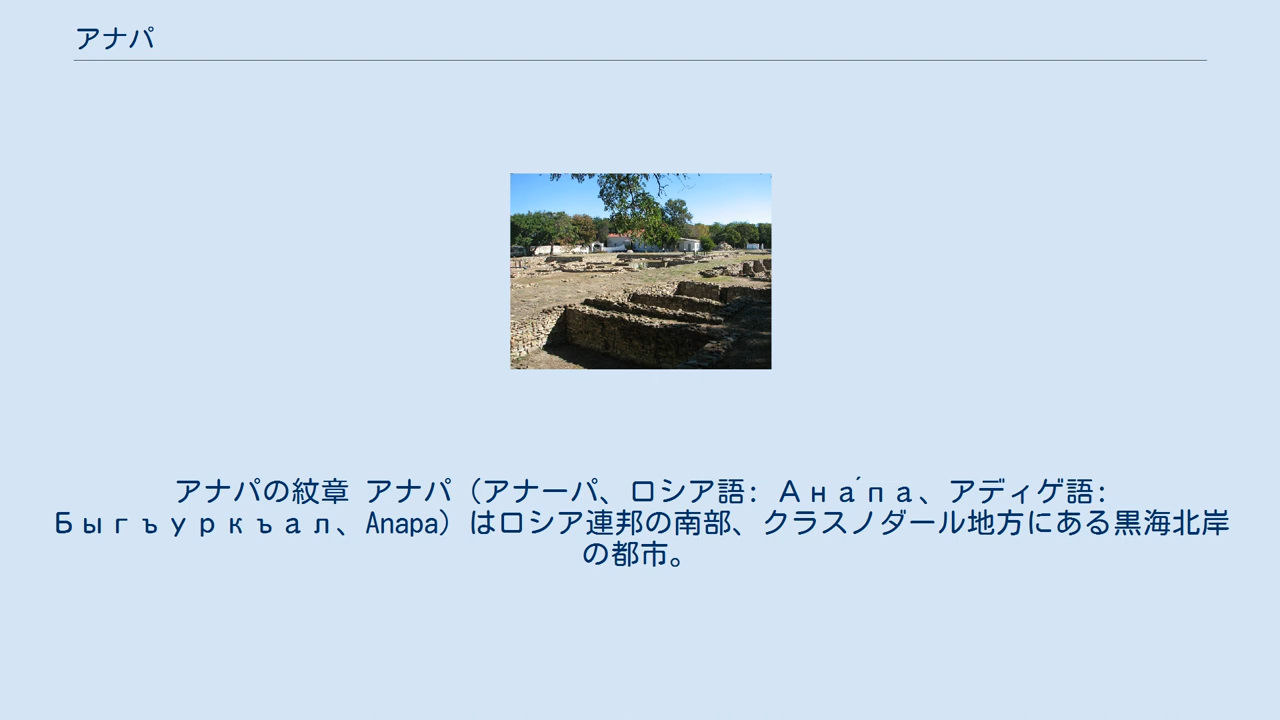 アナパ
アナパの紋章 アナパ（アナーパ、ロシア語: Ана́па、アディゲ語:
Быгъуркъал、Anapa）はロシア連邦の南部、クラスノダール地方にある黒海北岸
の都市。